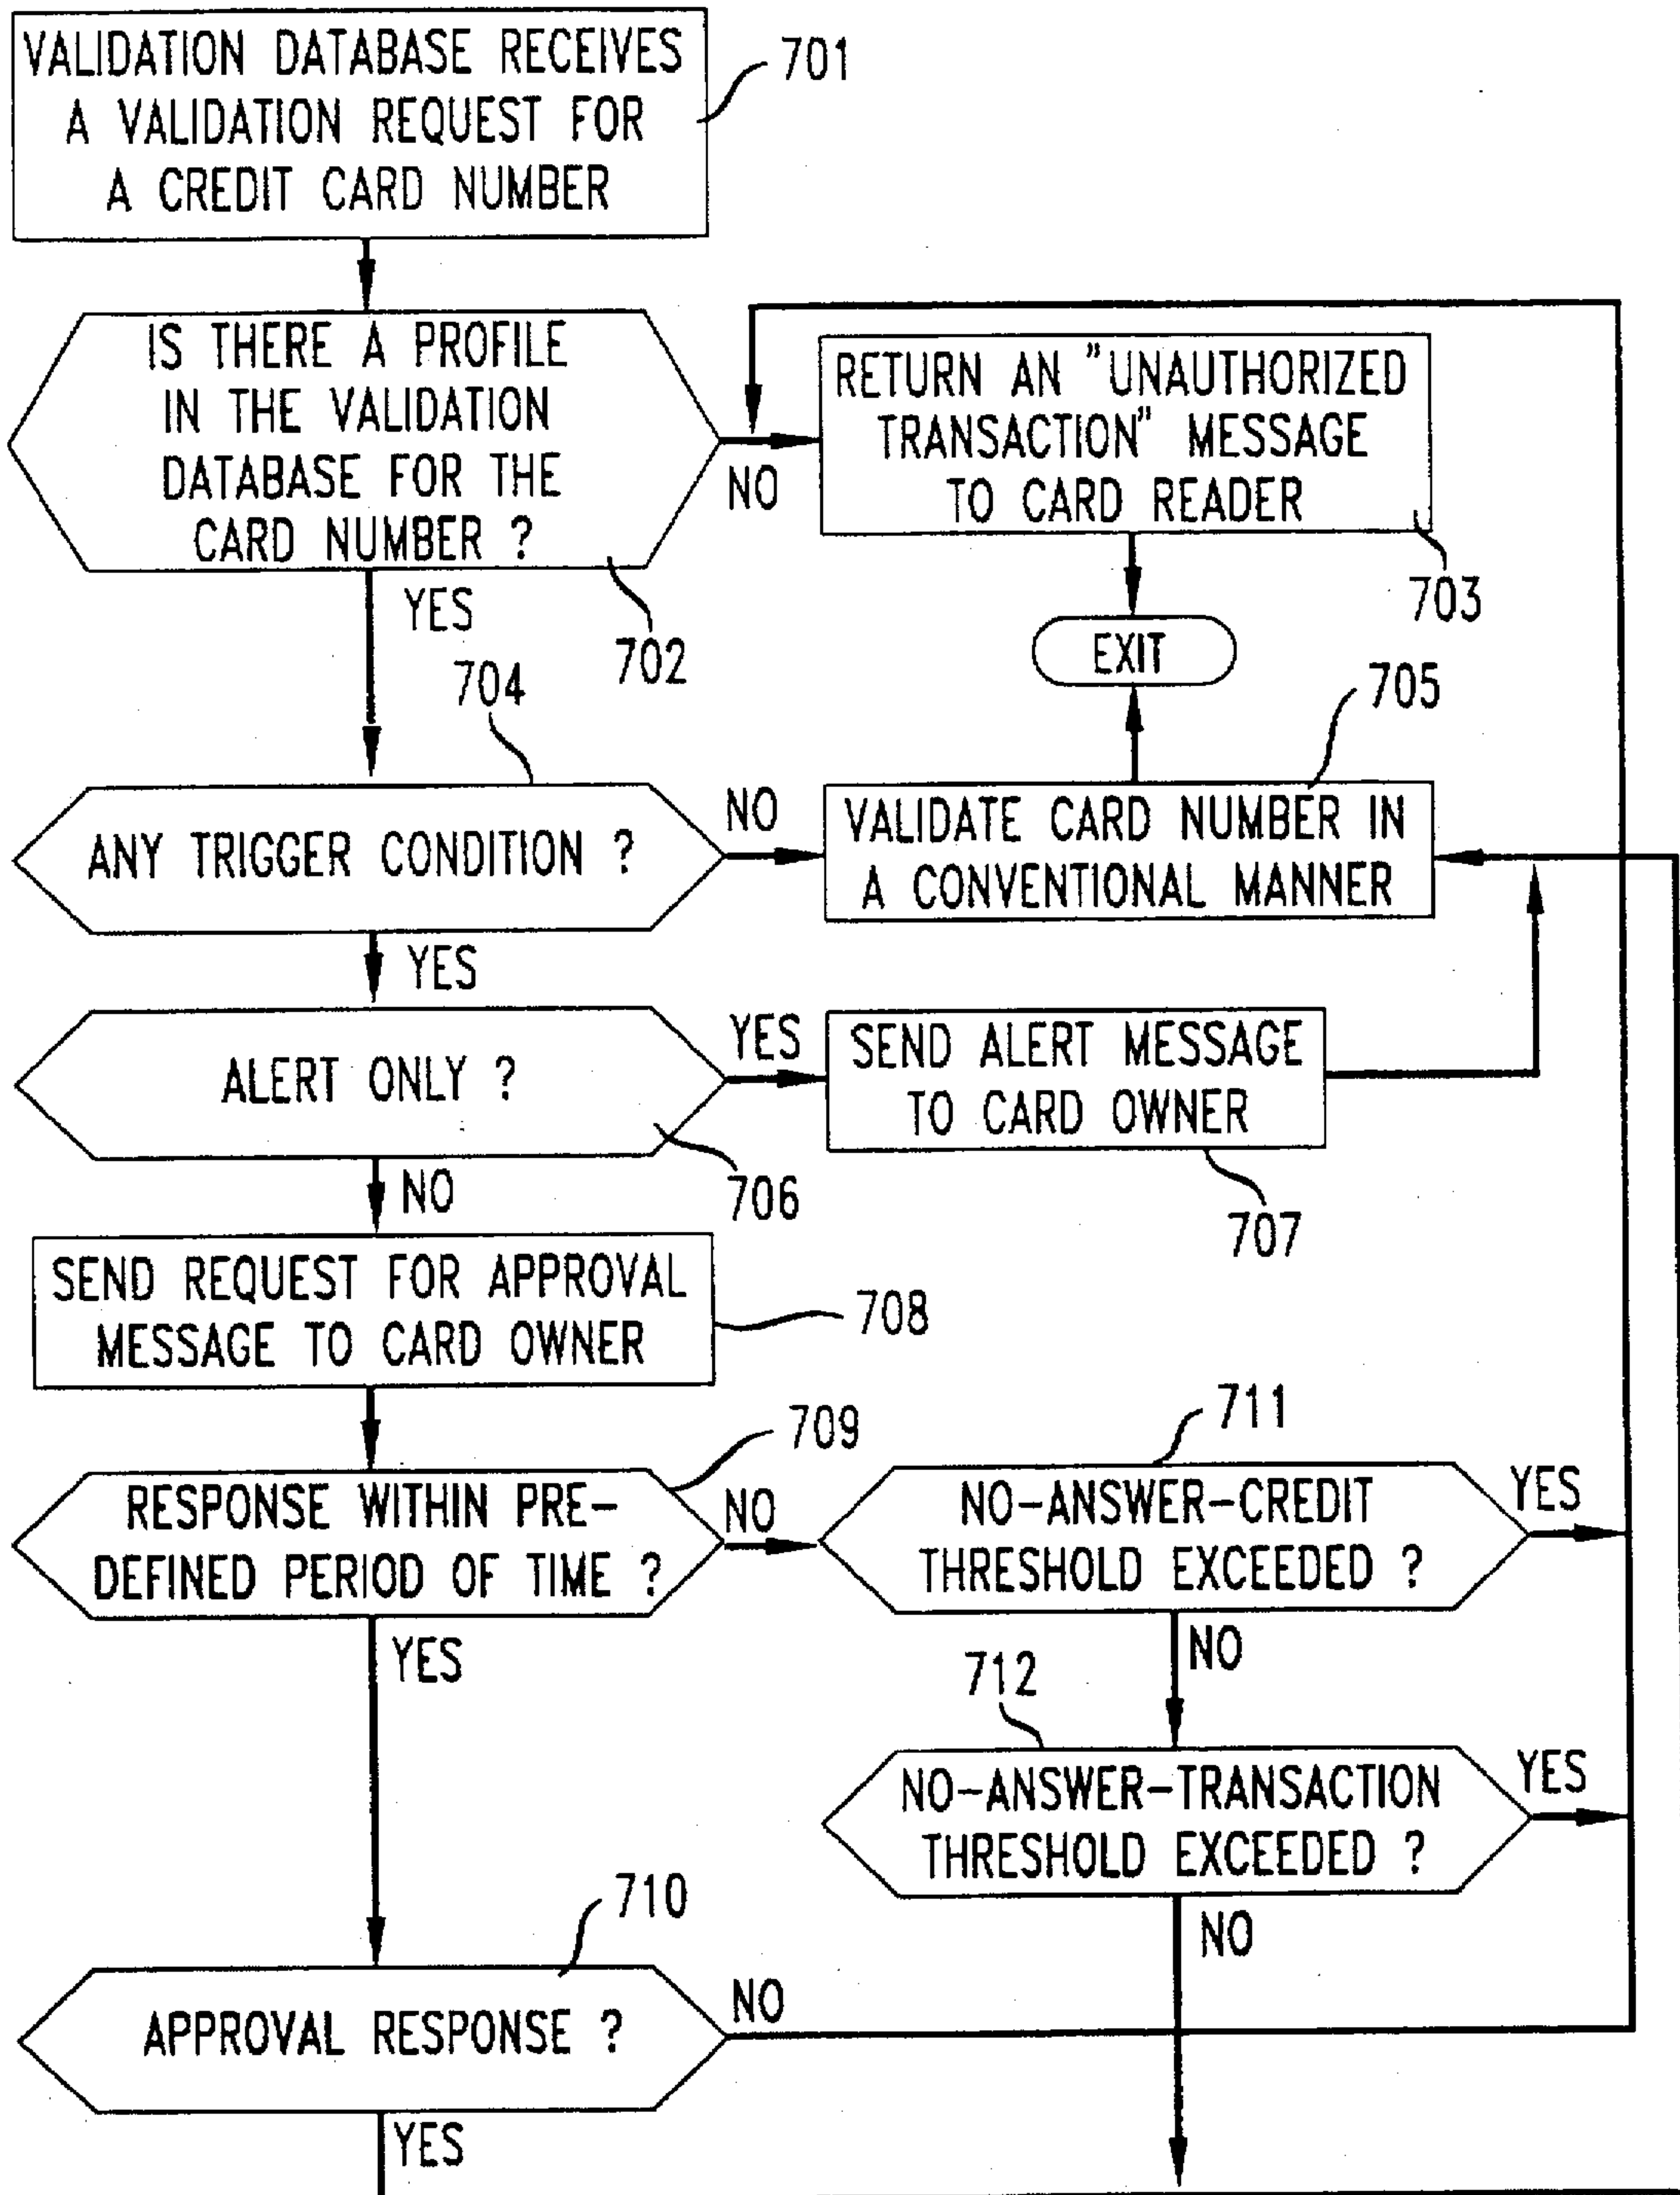 VALIDATION DATABASE RECEIVES
A VALIDATION REQUEST FOR
A CREDIT CARD NUMBER
701
IS THERE A PROFILE
IN THE VALIDATION
DATABASE FOR THE
CARD NUMBER ?
702
NO
YES
RETURN AN "UNAUTHORIZED
TRANSACTION" MESSAGE
TO CARD READER
703
EXIT
704
ANY TRIGGER CONDITION ?
NO
YES
705
VALIDATE CARD NUMBER IN
A CONVENTIONAL MANNER
ALERT ONLY ?
706
YES
NO
SEND ALERT MESSAGE
TO CARD OWNER
707
SEND REQUEST FOR APPROVAL
MESSAGE TO CARD OWNER
708
709
RESPONSE WITHIN PRE-
DEFINED PERIOD OF TIME ?
NO
YES
711
NO-ANSWER-CREDIT
THRESHOLD EXCEEDED ?
YES
NO
712
NO-ANSWER-TRANSACTION
THRESHOLD EXCEEDED ?
YES
NO
710
APPROVAL RESPONSE ?
NO
YES